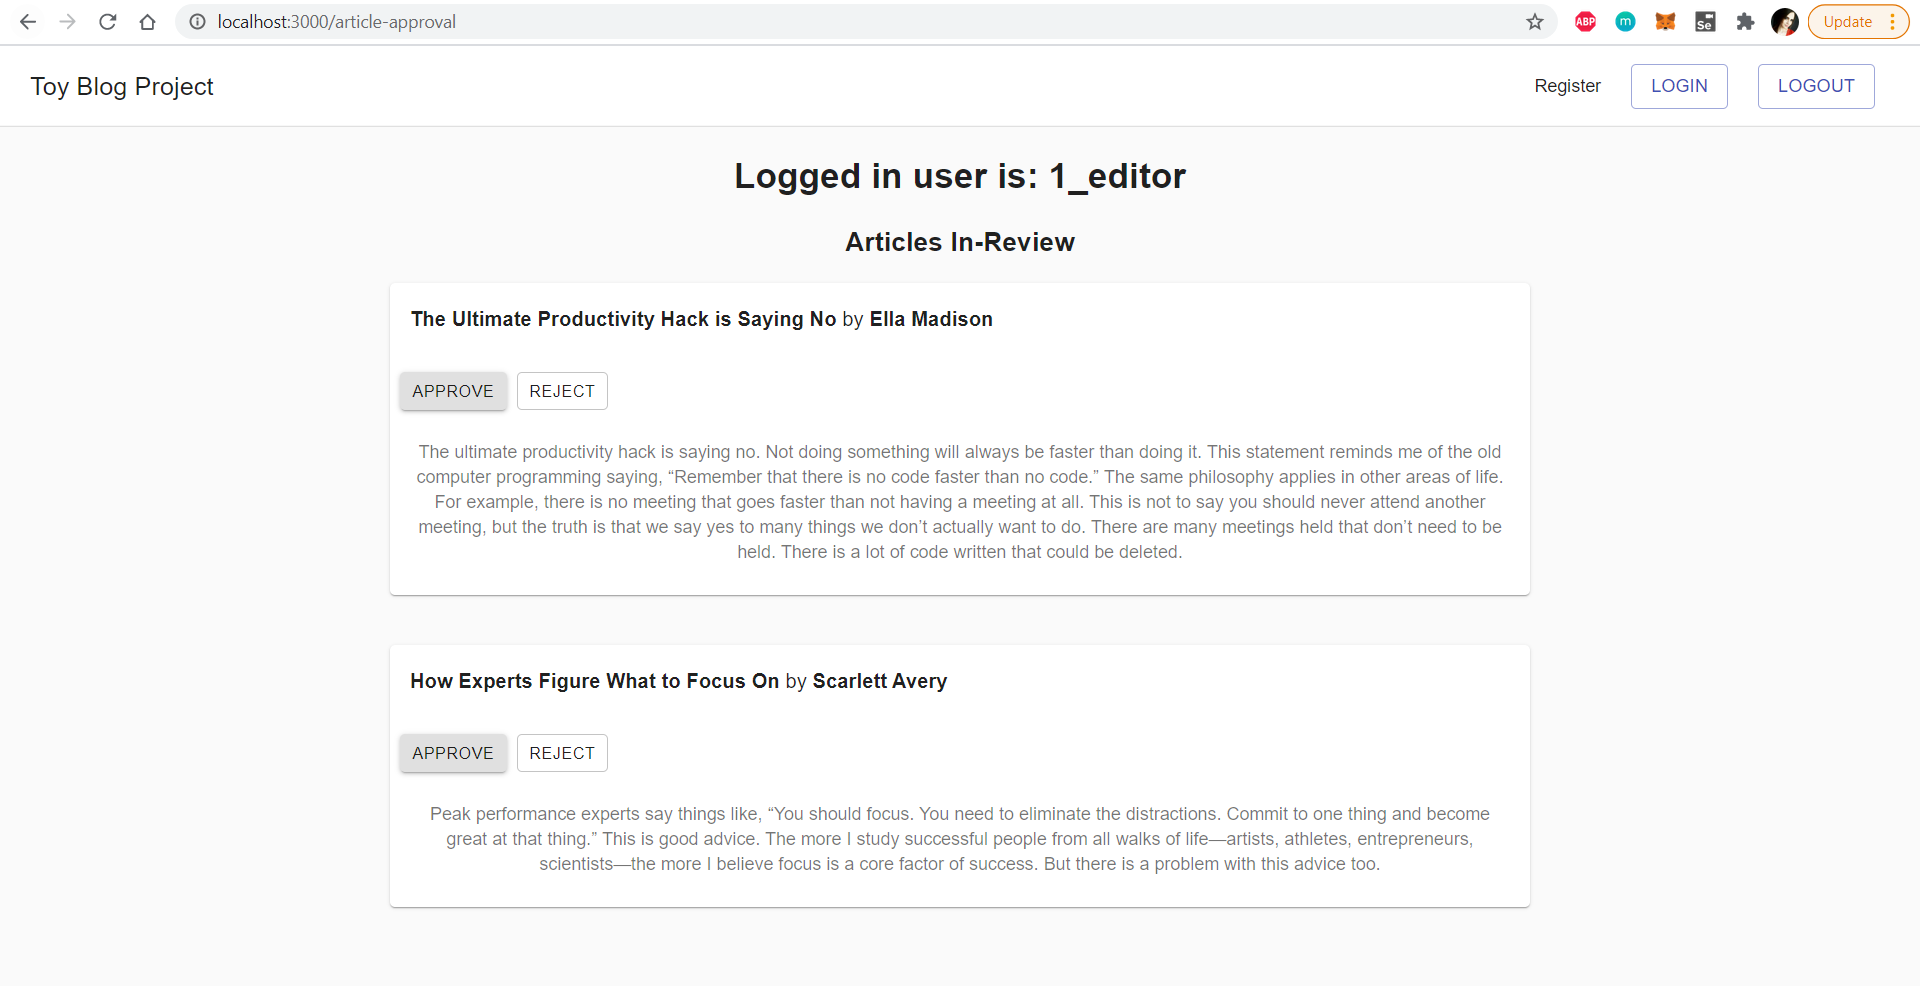 localhost:3000/article-approval
ABP
m
Se
Update
Toy Blog Project
Register
LOGIN
LOGOUT
Logged in user is: 1_editor
Articles In-Review
The Ultimate Productivity Hack is Saying No by Ella Madison
APPROVE
REJECT
The ultimate productivity hack is saying no. Not doing something will always be faster than doing it. This statement reminds me of the old
computer programming saying, “Remember that there is no code faster than no code.” The same philosophy applies in other areas of life.
For example, there is no meeting that goes faster than not having a meeting at all. This is not to say you should never attend another
meeting, but the truth is that we say yes to many things we don’t actually want to do. There are many meetings held that don’t need to be
held. There is a lot of code written that could be deleted.
How Experts Figure What to Focus On by Scarlett Avery
APPROVE
REJECT
Peak performance experts say things like, “You should focus. You need to eliminate the distractions. Commit to one thing and become
great at that thing.” This is good advice. The more I study successful people from all walks of life—artists, athletes, entrepreneurs,
scientists—the more I believe focus is a core factor of success. But there is a problem with this advice too.